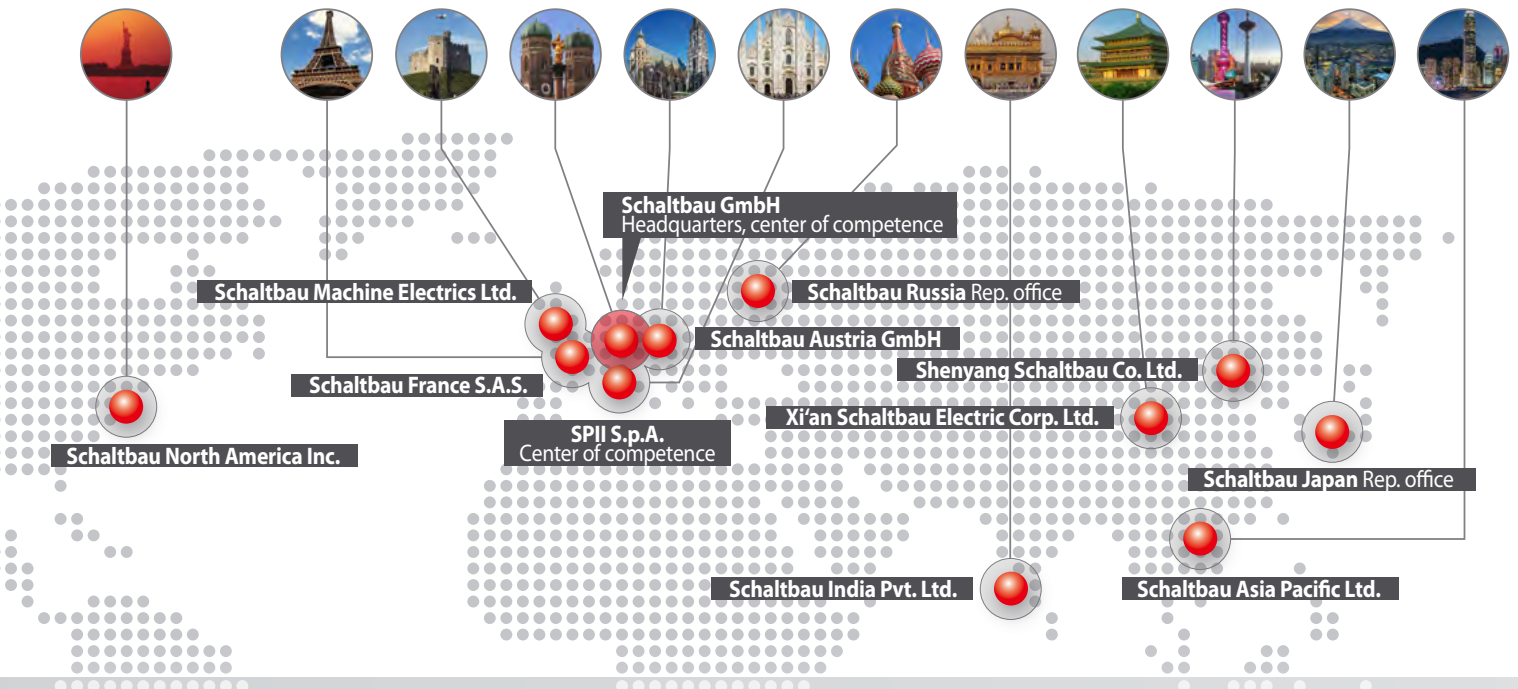 Schaltbau GmbH
Headquarters, center of competence
Schaltbau Machine Electrics Ltd.
Schaltbau Russia Rep. office
Schaltbau Austria GmbH
Shenyang Schaltbau Co. Ltd.
Schaltbau France S.A.S.
Xi‘an Schaltbau Electric Corp. Ltd.
SPII S.p.A.
Center of competence
Schaltbau North America Inc.
Schaltbau Japan Rep. office
Schaltbau India Pvt. Ltd.
Schaltbau Asia Pacific Ltd.